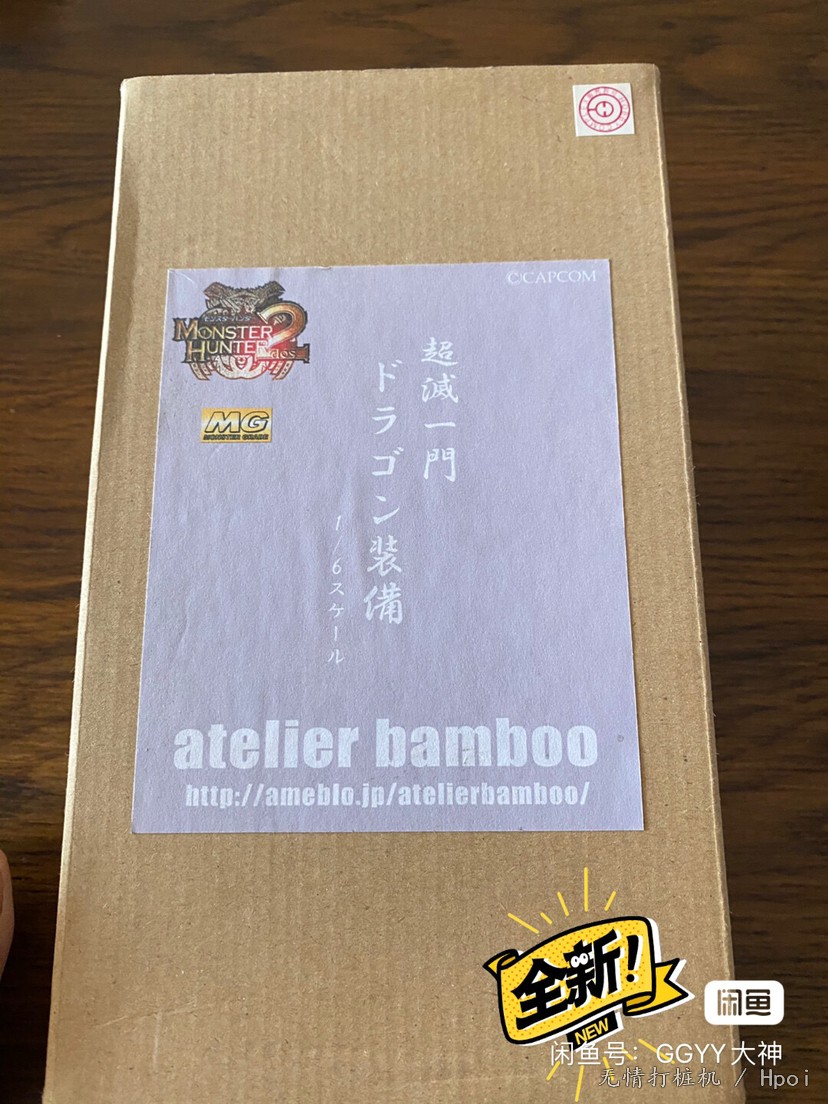 ©CAPCOM
モンスターハンター
MONSTER
HUNTER 2
dos
MG
MONSTER GRADE
超滅一門
ドラゴン装備
1/6スケール
atelier bamboo
http://ameblo.jp/atelierbamboo/
全新!
NEW
闲鱼
闲鱼号：GGYY大神
无情打桩机 / Hpoi